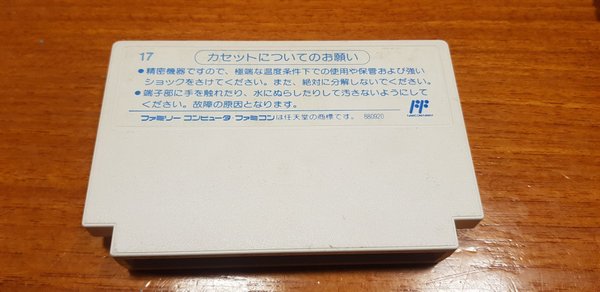 17
カセットについてのお願い
●精密機器ですので、極端な温度条件下での使用や保管および強い
ショックをさけてください。また、絶対に分解しないでください。
●端子部に手を触れたり、水にぬらしたりして汚さないようにして
ください。故障の原因となります。
ファミリー コンピュータ・ファミコンは任天堂の商標です。 880920
FF